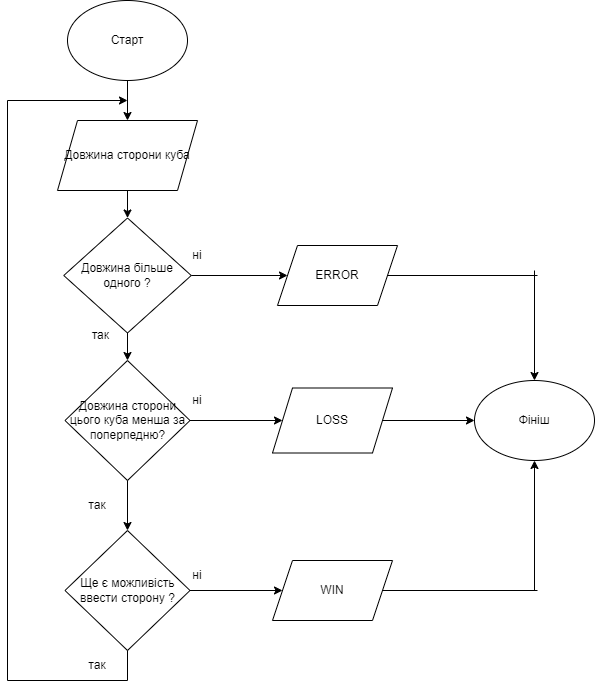 Старт
Довжина сторони куба
ні
Довжина більше
одного ?
ERROR
так
ні
Довжина сторони
цього куба менша за
поперпедню?
LOSS
Фініш
так
ні
Ще є можливість
ввести сторону ?
WIN
так